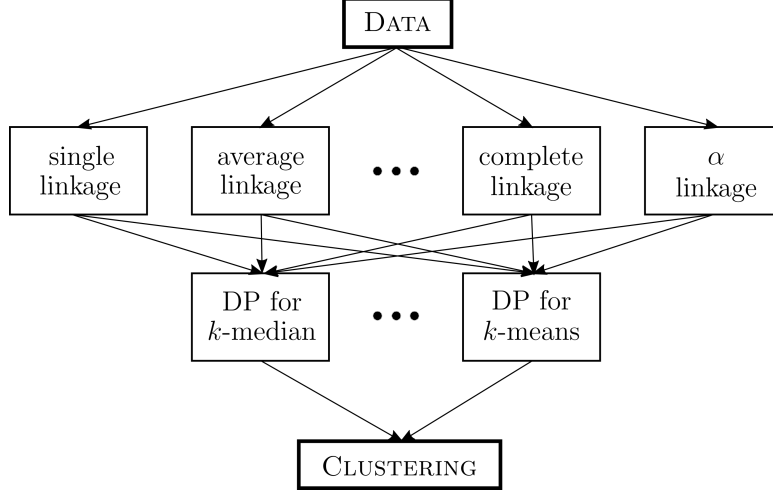 DATA
single
linkage
average
linkage
•••
complete
linkage
α
linkage
DP for
k-median
•••
DP for
k-means
CLUSTERING